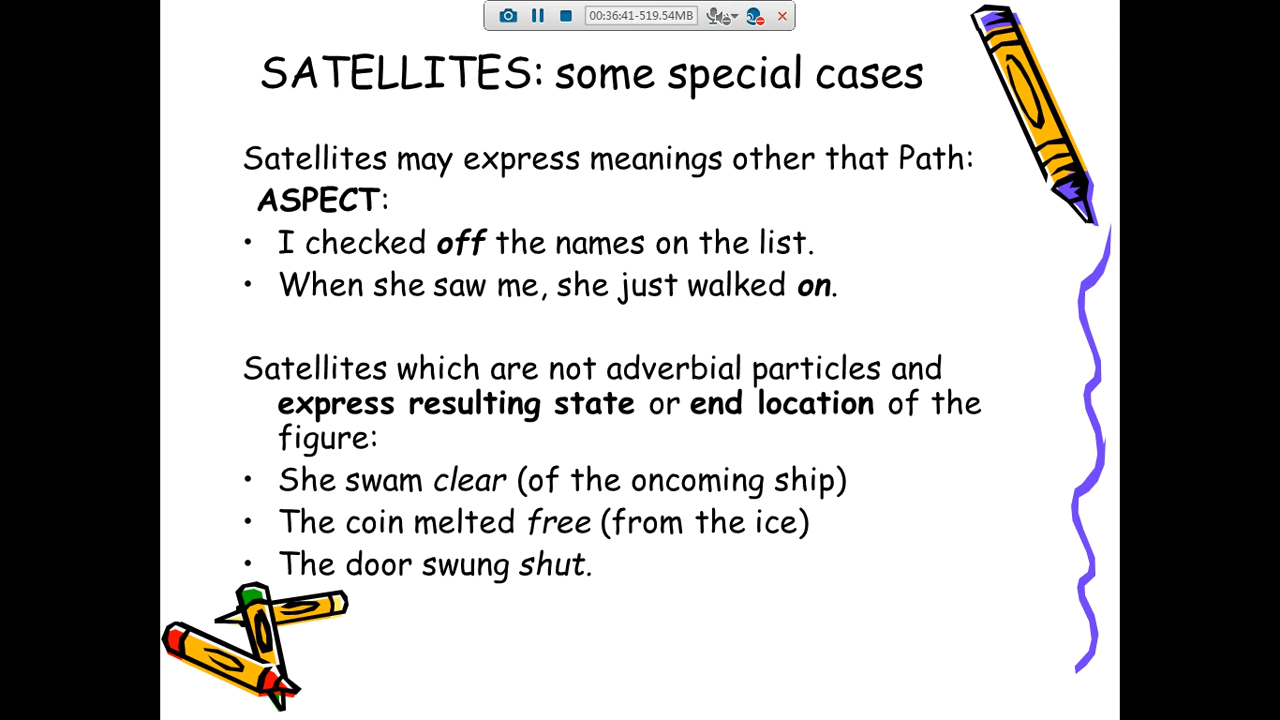 00:36:41-519.54MB
SATELLITES: some special cases
Satellites may express meanings other that Path:
ASPECT:
• I checked off the names on the list.
• When she saw me, she just walked on.
Satellites which are not adverbial particles and
express resulting state or end location of the
figure:
• She swam clear (of the oncoming ship)
• The coin melted free (from the ice)
• The door swung shut.